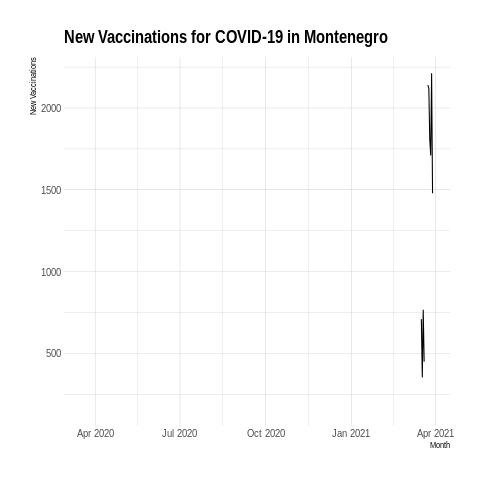 New Vaccinations for COVID-19 in Montenegro
New Vaccinations
2000
1500
1000
500
Apr 2020 Jul 2020 Oct 2020 Jan 2021 Apr 2021
Month